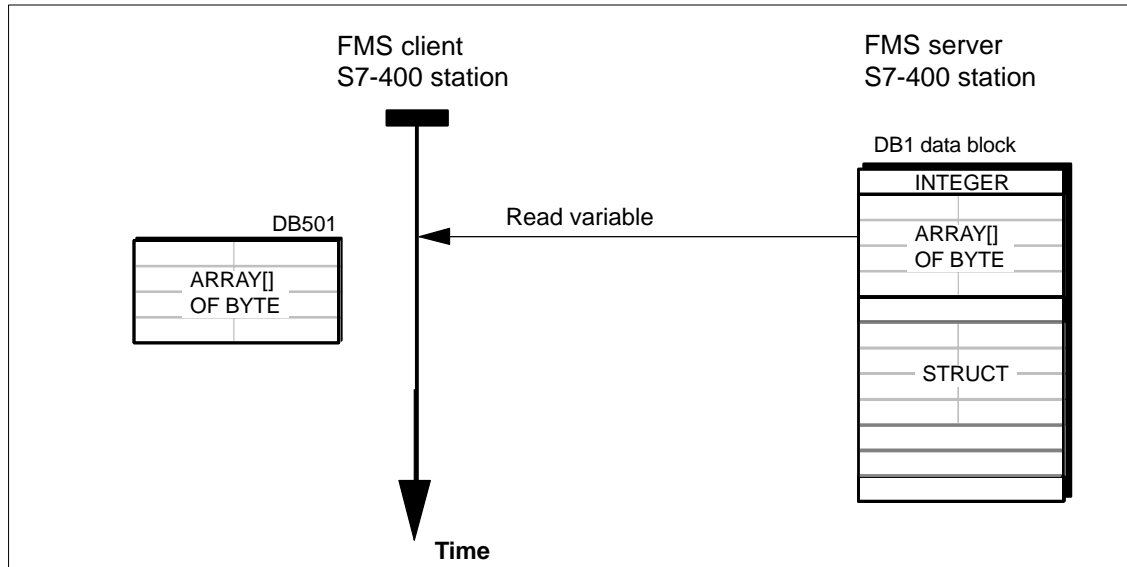 FMS client
S7-400 station
FMS server
S7-400 station
DB1 data block
INTEGER
DB501
Read variable
ARRAY[]
OF BYTE
ARRAY[]
OF BYTE
STRUCT
Time